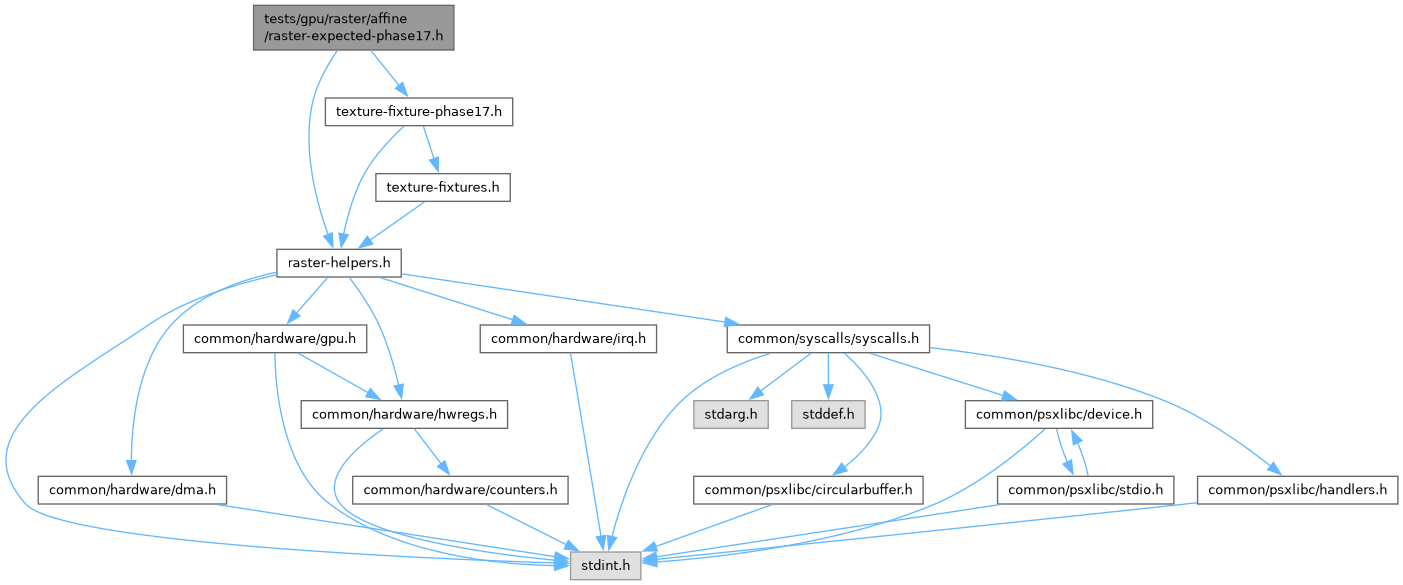 tests/gpu/raster/affine
/raster-expected-phase17.h
texture-fixture-phase17.h
texture-fixtures.h
raster-helpers.h
common/hardware/gpu.h
common/hardware/irq.h
common/syscalls/syscalls.h
common/hardware/hwregs.h
stdarg.h
stddef.h
common/psxlibc/device.h
common/hardware/dma.h
common/hardware/counters.h
common/psxlibc/circularbuffer.h
common/psxlibc/stdio.h
common/psxlibc/handlers.h
stdint.h